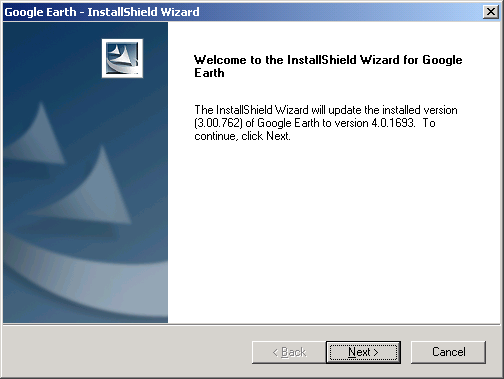 Google Earth - InstallShield Wizard
Welcome to the InstallShield Wizard for Google
Earth
The InstallShield Wizard will update the installed version
(3.00.762) of Google Earth to version 4.0.1693.  To
continue, click Next.
< Back
Next >
Cancel